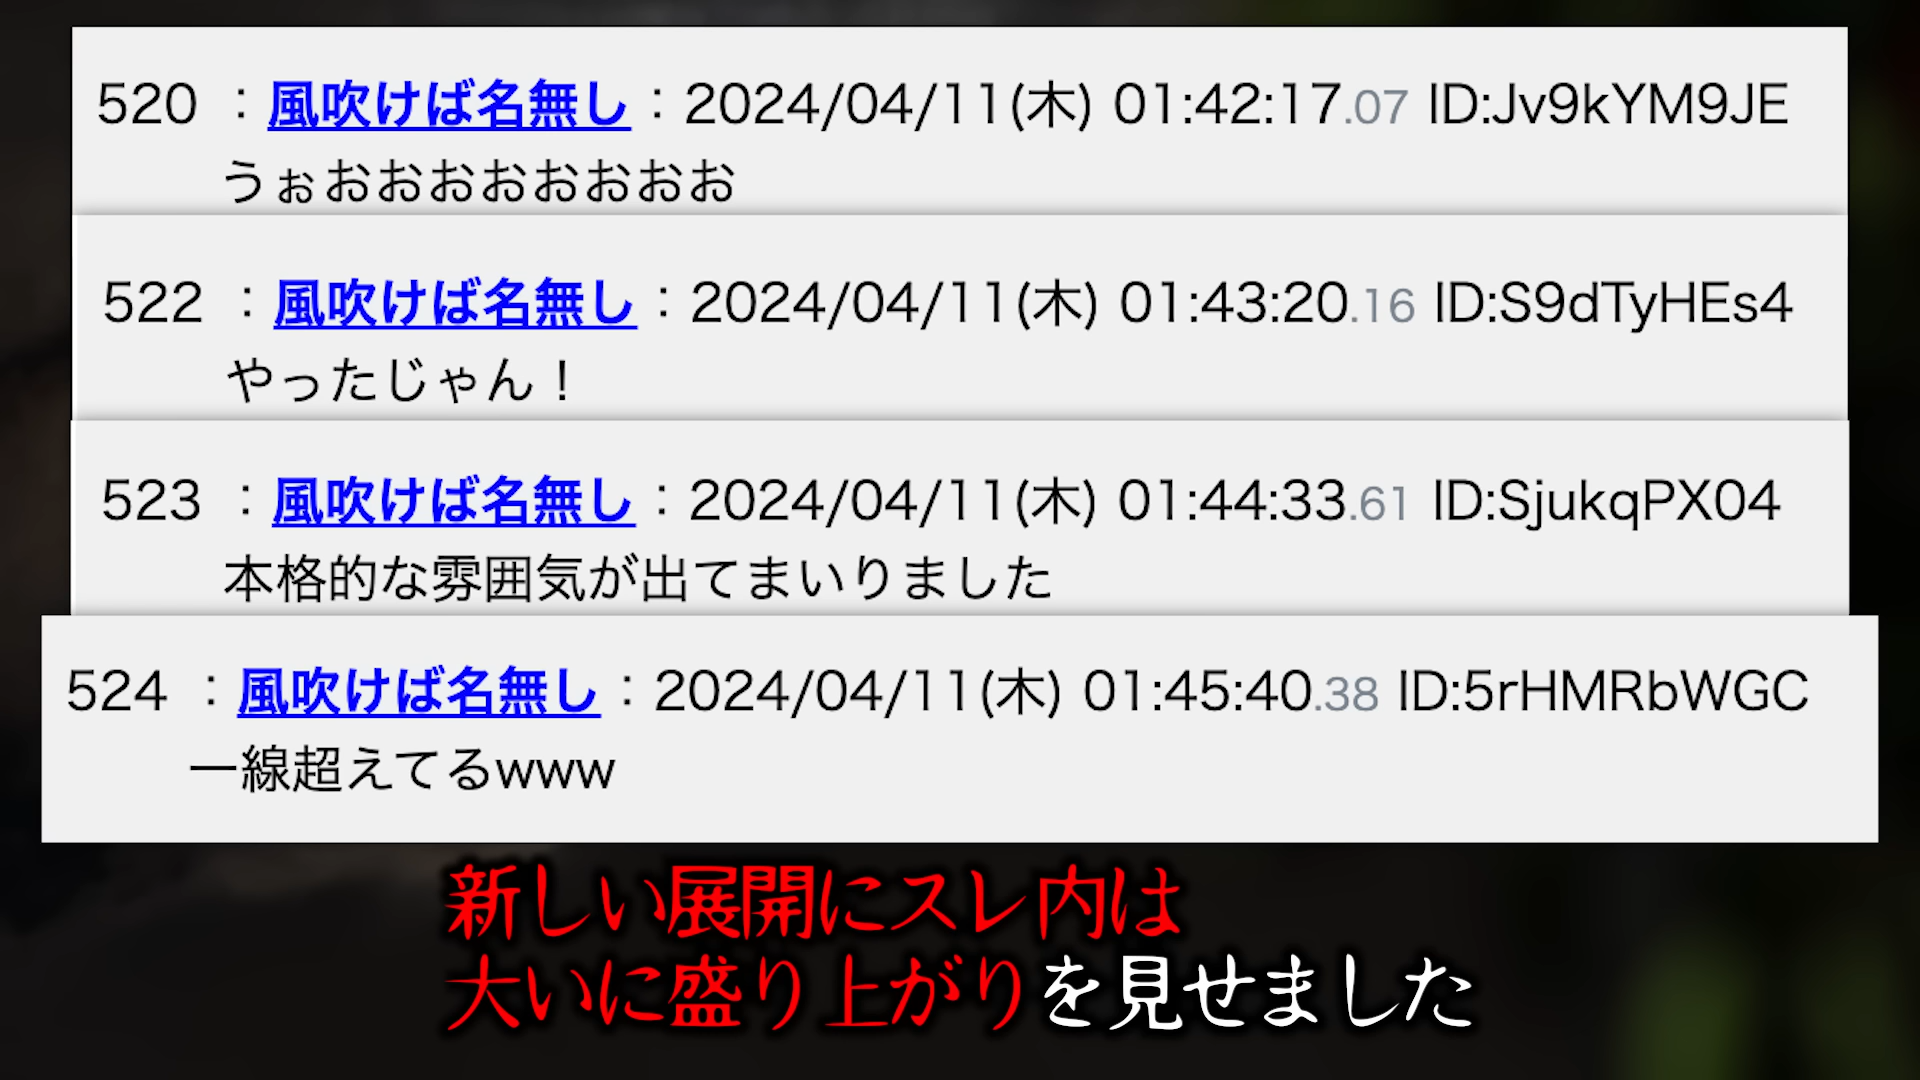 520 ：風吹けば名無し：2024/04/11(木) 01:42:17.07 ID:Jv9kYM9JE
うぉおおおおおおおお
522 ：風吹けば名無し：2024/04/11(木) 01:43:20.16 ID:S9dTyHEs4
やったじゃん！
523 ：風吹けば名無し：2024/04/11(木) 01:44:33.61 ID:SjukqPX04
本格的な雰囲気が出てまいりました
524 ：風吹けば名無し：2024/04/11(木) 01:45:40.38 ID:5rHMRbWGC
一線超えてるwww
新しい展開にスレ内は
大いに盛り上がりを見せました